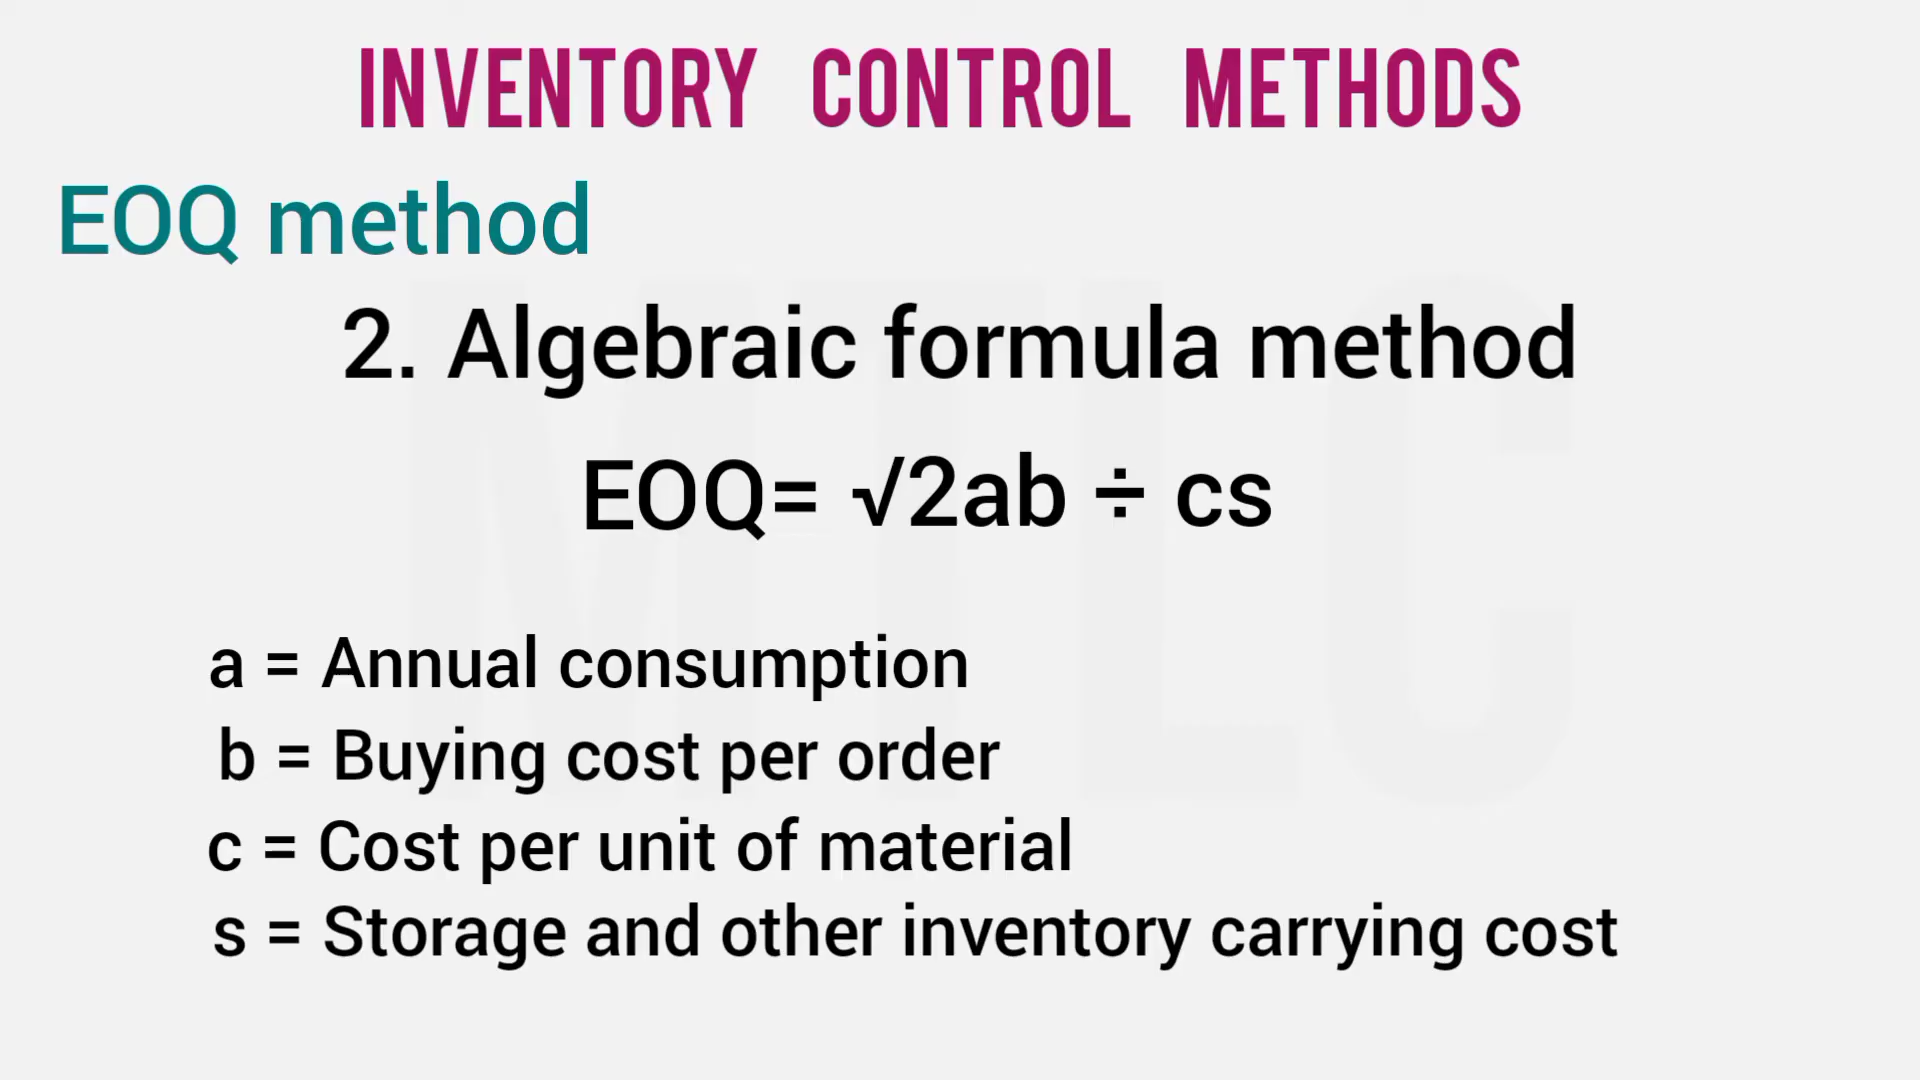 INVENTORY CONTROL METHODS
EOQ method
2. Algebraic formula method
EOQ= √2ab ÷ cs
a = Annual consumption
b = Buying cost per order
c = Cost per unit of material
s = Storage and other inventory carrying cost
MTLC